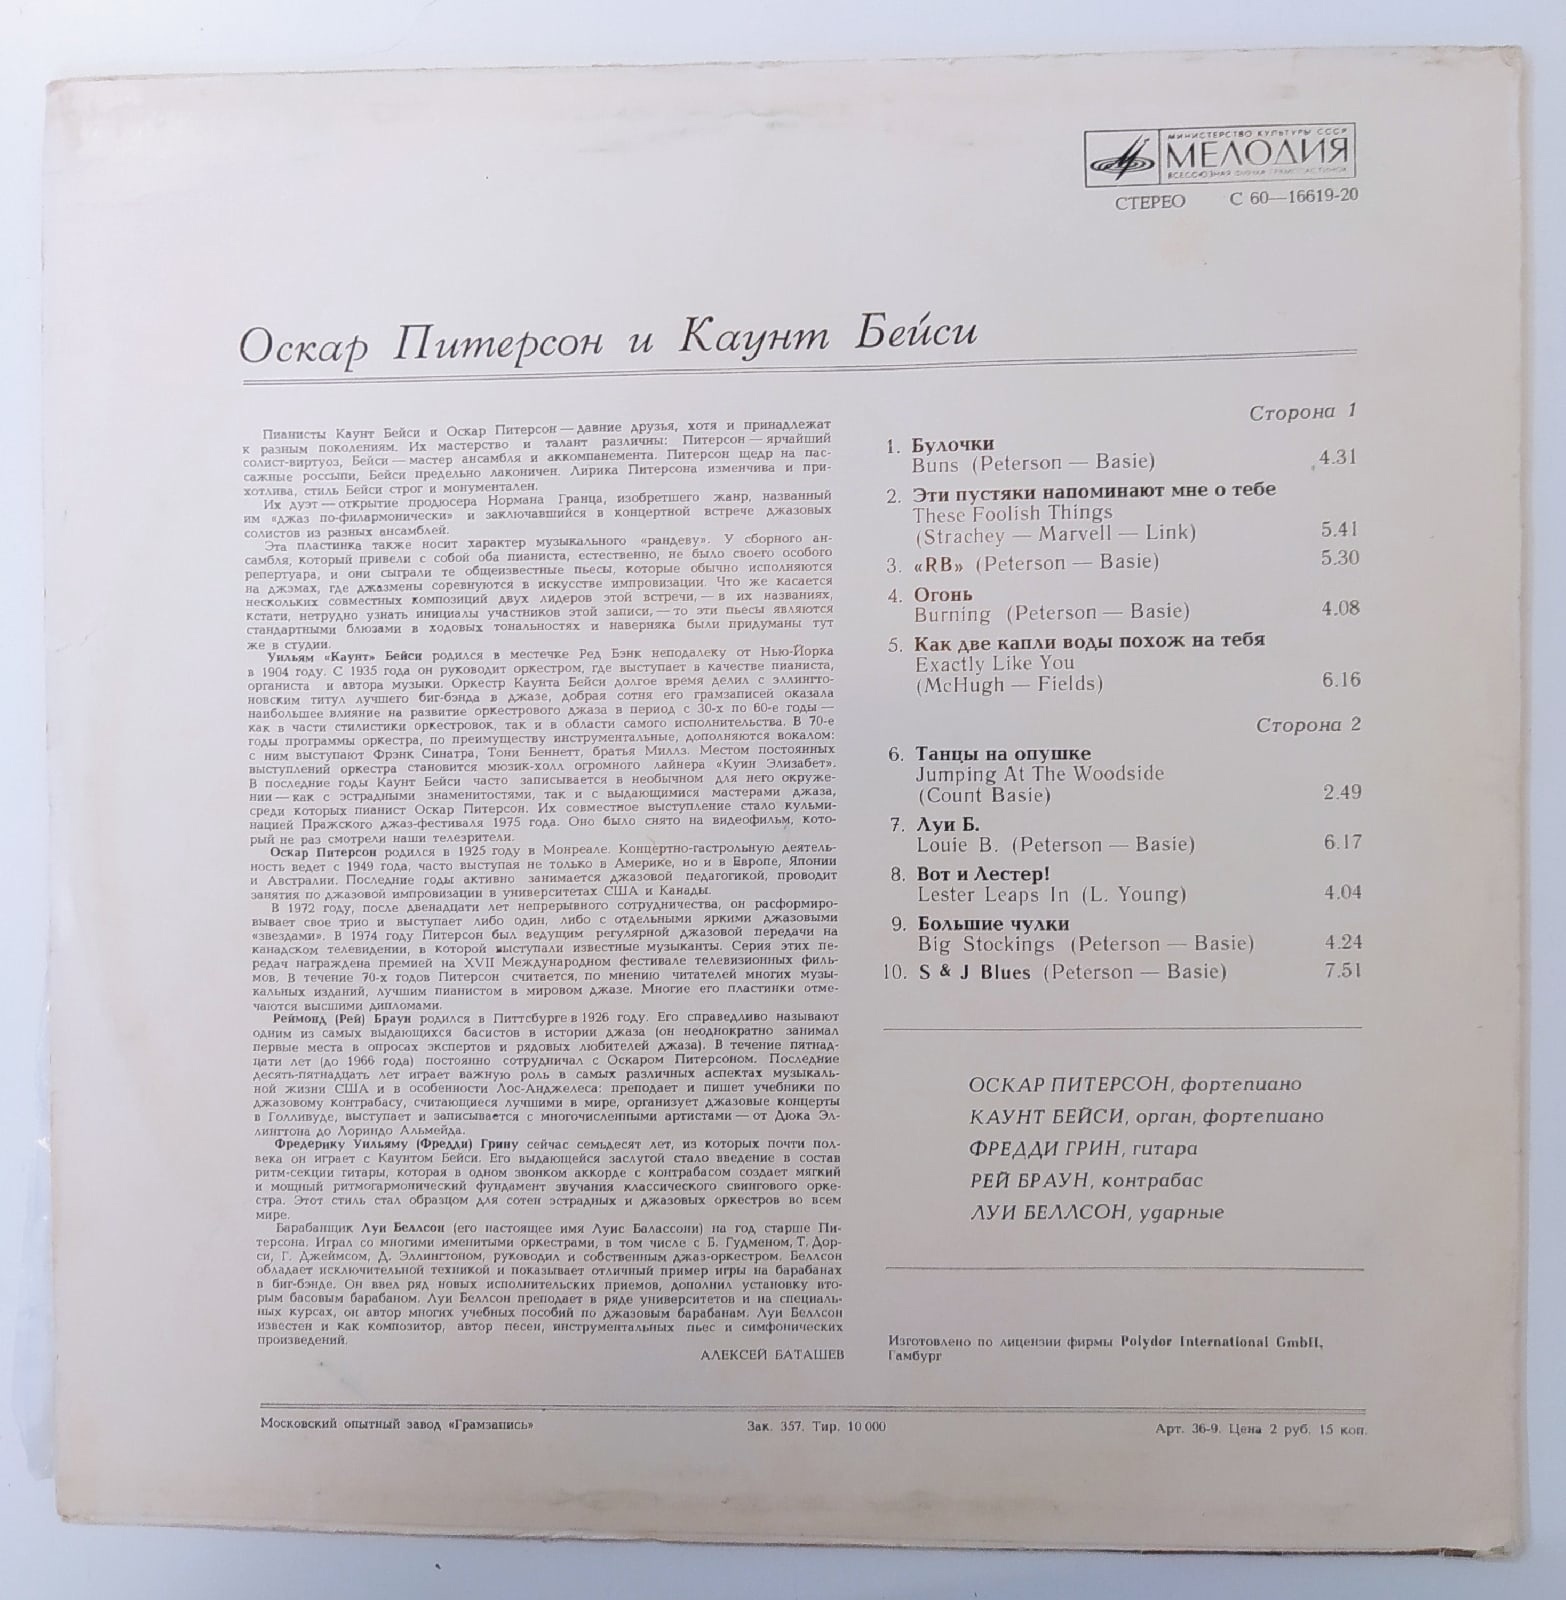 МИНИСТЕРСТВО КУЛЬТУРЫ СССР
МЕЛОДИЯ
ВСЕСОЮЗНАЯ ФИРМА ГРАМПЛАСТИНОК
СТЕРЕО С 60—16619-20
Оскар Питерсон и Каунт Бейси
Пианисты Каунт Бейси и Оскар Питерсон — давние друзья, хотя и принадлежат
к разным поколениям. Их мастерство и талант различны: Питерсон — ярчайший
солист-виртуоз, Бейси — мастер ансамбля и аккомпанемента. Питерсон щедр на пас-
сажные россыпи, Бейси предельно лаконичен. Лирика Питерсона изменчива и при-
хотлива, стиль Бейси строг и монументален.
Их дуэт — открытие продюсера Нормана Гранца, изобретшего жанр, названный
им «джаз по-филармонически» и заключавшийся в концертной встрече джазовых
солистов из разных ансамблей.
Эта пластинка также носит характер музыкального «рандеву». У сборного ан-
самбля, который привели с собой оба пианиста, естественно, не было своего особого
репертуара, и они сыграли те общеизвестные пьесы, которые обычно исполняются
на джэмах, где джазмены соревнуются в искусстве импровизации. Что же касается
нескольких совместных композиций двух лидеров этой встречи, — в их названиях,
кстати, нетрудно узнать инициалы участников этой записи, — то эти пьесы являются
стандартными блюзами в ходовых тональностях и наверняка были придуманы тут
же в студии.
Уильям «Каунт» Бейси родился в местечке Ред Бэнк неподалеку от Нью-Йорка
в 1904 году. С 1935 года он руководит оркестром, где выступает в качестве пианиста,
органиста и автора музыки. Оркестр Каунта Бейси долгое время делил с эллингто-
новским титул лучшего биг-бэнда в джазе, добрая сотня его грамзаписей оказала
наибольшее влияние на развитие оркестрового джаза в период с 30-х по 60-е годы —
как в части стилистики оркестровок, так и в области самого исполнительства. В 70-е
годы программы оркестра, по преимуществу инструментальные, дополняются вокалом:
с ним выступают Фрэнк Синатра, Тони Беннетт, братья Миллз. Местом постоянных
выступлений оркестра становится мюзик-холл огромного лайнера «Куин Элизабет».
В последние годы Каунт Бейси часто записывается в необычном для него окруже-
нии — как с эстрадными знаменитостями, так и с выдающимися мастерами джаза,
среди которых пианист Оскар Питерсон. Их совместное выступление стало кульми-
нацией Пражского джаз-фестиваля 1975 года. Оно было снято на видеофильм, кото-
рый не раз смотрели наши телезрители.
Оскар Питерсон родился в 1925 году в Монреале. Концертно-гастрольную деятель-
ность ведет с 1949 года, часто выступая не только в Америке, но и в Европе, Японии
и Австралии. Последние годы активно занимается джазовой педагогикой, проводит
занятия по джазовой импровизации в университетах США и Канады.
В 1972 году, после двенадцати лет непрерывного сотрудничества, он расформиро-
вывает свое трио и выступает либо один, либо с отдельными яркими джазовыми
«звездами». В 1974 году Питерсон был ведущим регулярной джазовой передачи на
канадском телевидении, в которой выступали известные музыканты. Серия этих пе-
редач награждена премией на XVII Международном фестивале телевизионных филь-
мов. В течение 70-х годов Питерсон считается, по мнению читателей многих музы-
кальных изданий, лучшим пианистом в мировом джазе. Многие его пластинки отме-
чаются высшими дипломами.
Реймонд (Рей) Браун родился в Питтсбурге в 1926 году. Его справедливо называют
одним из самых выдающихся басистов в истории джаза (он неоднократно занимал
первые места в опросах экспертов и рядовых любителей джаза). В течение пятнад-
цати лет (до 1966 года) постоянно сотрудничал с Оскаром Питерсоном. Последние
десять-пятнадцать лет играет важную роль в самых различных аспектах музыкаль-
ной жизни США и в особенности Лос-Анджелеса: преподает и пишет учебники по
джазовому контрабасу, считающиеся лучшими в мире, организует джазовые концерты
в Голливуде, выступает и записывается с многочисленными артистами — от Дюка Эл-
лингтона до Лориндо Альмейда.
Фредерику Уильяму (Фредди) Грину сейчас семьдесят лет, из которых почти пол-
века он играет с Каунтом Бейси. Его выдающейся заслугой стало введение в состав
ритм-секции гитары, которая в одном звонком аккорде с контрабасом создает мягкий
и мощный ритмогармонический фундамент звучания классического свингового орке-
стра. Этот стиль стал образцом для сотен эстрадных и джазовых оркестров во всем
мире.
Барабанщик Луи Беллсон (его настоящее имя Луис Балассони) на год старше Пи-
терсона. Играл со многими именитыми оркестрами, в том числе с Б. Гудменом, Т. Дор-
си, Г. Джеймсом, Д. Эллингтоном, руководил и собственным джаз-оркестром. Беллсон
обладает исключительной техникой и показывает отличный пример игры на барабанах
в биг-бэнде. Он ввел ряд новых исполнительских приемов, дополнил установку вто-
рым басовым барабаном. Луи Беллсон преподает в ряде университетов и на специаль-
ных курсах, он автор многих учебных пособий по джазовым барабанам. Луи Беллсон
известен и как композитор, автор песен, инструментальных пьес и симфонических
произведений.
АЛЕКСЕЙ БАТАШЕВ
Сторона 1
1. Булочки
Buns (Peterson — Basie) 4.31
2. Эти пустяки напоминают мне о тебе
These Foolish Things
(Strachey — Marvell — Link) 5.41
3. «RB» (Peterson — Basie) 5.30
4. Огонь
Burning (Peterson — Basie) 4.08
5. Как две капли воды похож на тебя
Exactly Like You
(McHugh — Fields) 6.16
Сторона 2
6. Танцы на опушке
Jumping At The Woodside
(Count Basie) 2.49
7. Луи Б.
Louie B. (Peterson — Basie) 6.17
8. Вот и Лестер!
Lester Leaps In (L. Young) 4.04
9. Большие чулки
Big Stockings (Peterson — Basie) 4.24
10. S & J Blues (Peterson — Basie) 7.51
ОСКАР ПИТЕРСОН, фортепиано
КАУНТ БЕЙСИ, орган, фортепиано
ФРЕДДИ ГРИН, гитара
РЕЙ БРАУН, контрабас
ЛУИ БЕЛЛСОН, ударные
Изготовлено по лицензии фирмы Polydor International GmbH,
Гамбург
Московский опытный завод «Грамзапись» Зак. 357. Тир. 10 000 Арт. 36-9. Цена 2 руб. 15 коп.